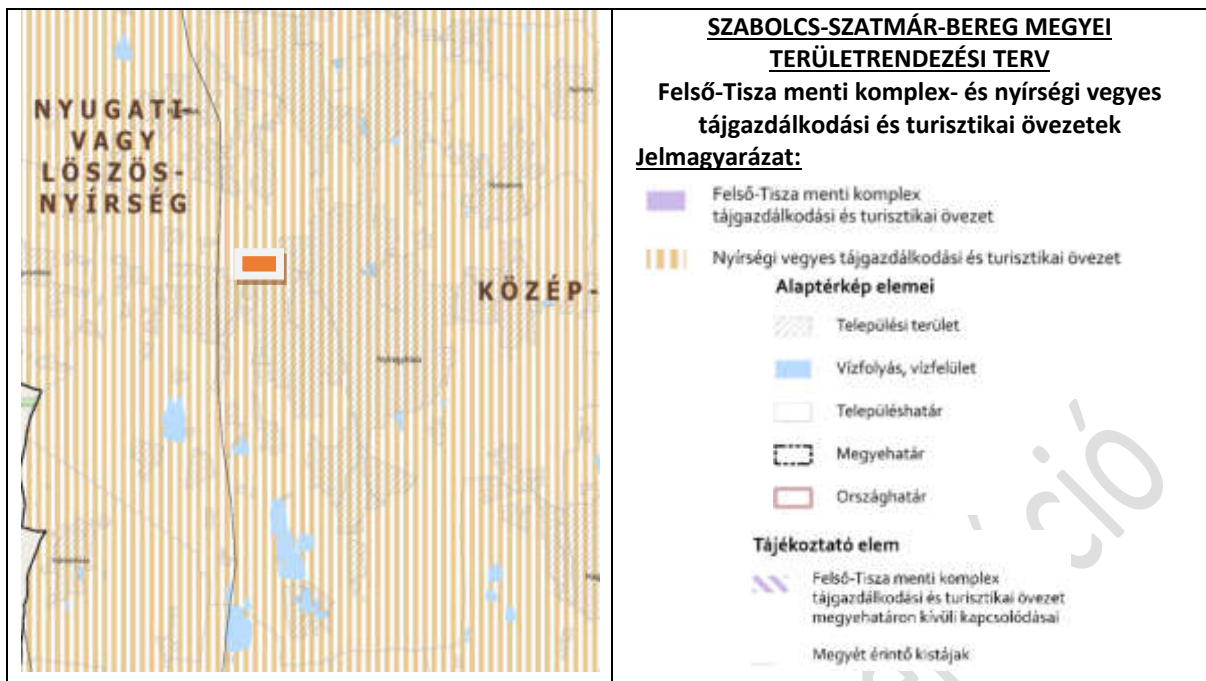 NYUGATI-
VAGY
LÖSZÖS-
NYÍRSÉG
KÖZÉP-
Nyíregyháza
SZABOLCS-SZATMÁR-BEREG MEGYEI
TERÜLETRENDEZÉSI TERV
Felső-Tisza menti komplex- és nyírségi vegyes
tájgazdálkodási és turisztikai övezetek
Jelmagyarázat:
Felső-Tisza menti komplex
tájgazdálkodási és turisztikai övezet
Nyírségi vegyes tájgazdálkodási és turisztikai övezet
Alaptérkép elemei
Települési terület
Vízfolyás, vízfelület
Településhatár
Megyehatár
Országhatár
Tájékoztató elem
Felső-Tisza menti komplex
tájgazdálkodási és turisztikai övezet
megyehatáron kívüli kapcsolódásai
Megyét érintő kistájak